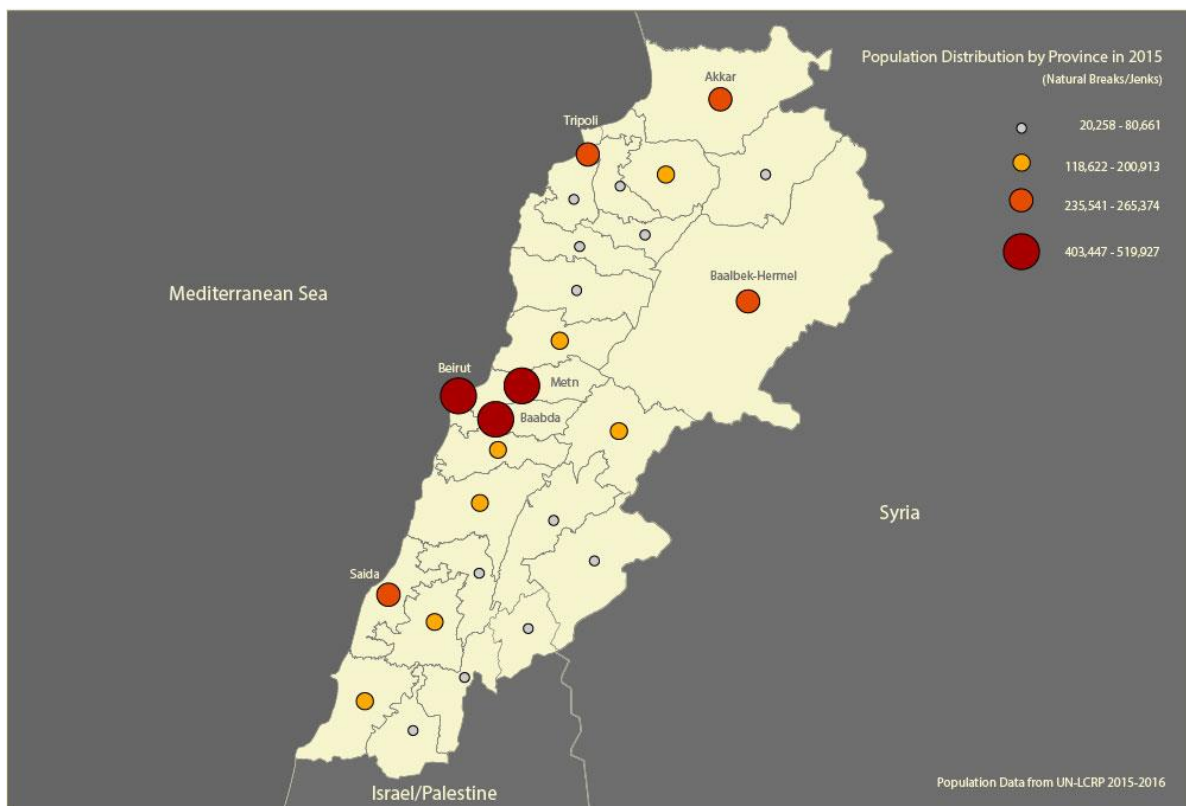 Population Distribution by Province in 2015
(Natural Breaks/Jenks)
20,258 - 80,661
118,622 - 200,913
235,541 - 265,374
403,447 - 519,927
Akkar
Tripoli
Baalbek-Hermel
Mediterranean Sea
Beirut
Metn
Baabda
Syria
Saida
Israel/Palestine
Population Data from UN-LCRP 2015-2016